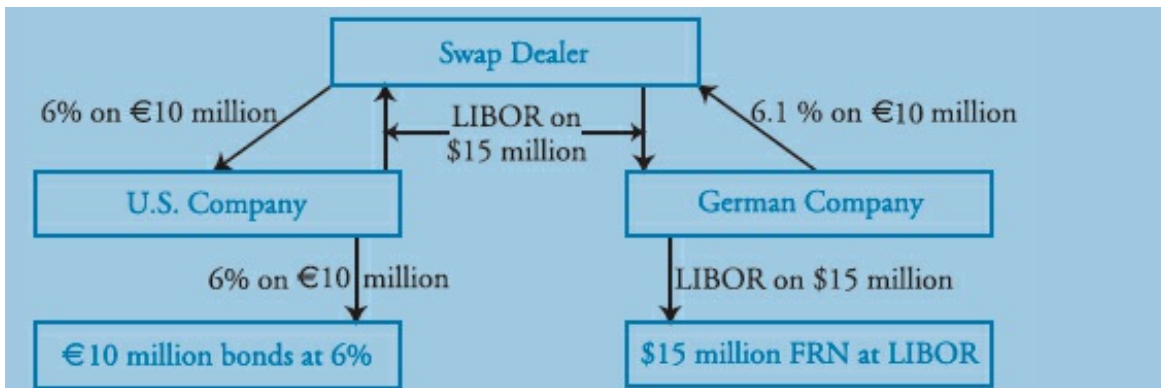 Swap Dealer
6% on €10 million
LIBOR on
$15 million
6.1 % on €10 million
U.S. Company
German Company
6% on €10 million
LIBOR on $15 million
€10 million bonds at 6%
$15 million FRN at LIBOR